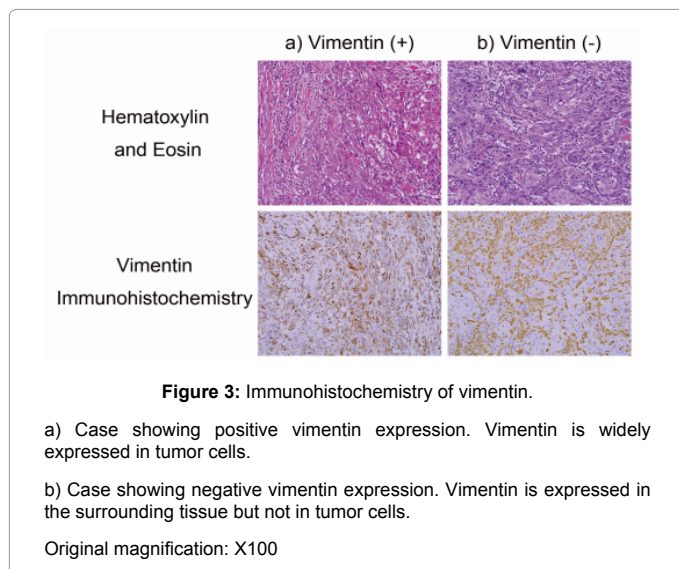 a) Vimentin (+) b) Vimentin (-)
Hematoxylin
and Eosin
Vimentin
Immunohistochemistry
Figure 3: Immunohistochemistry of vimentin.
a) Case showing positive vimentin expression. Vimentin is widely
expressed in tumor cells.
b) Case showing negative vimentin expression. Vimentin is expressed in
the surrounding tissue but not in tumor cells.
Original magnification: X100